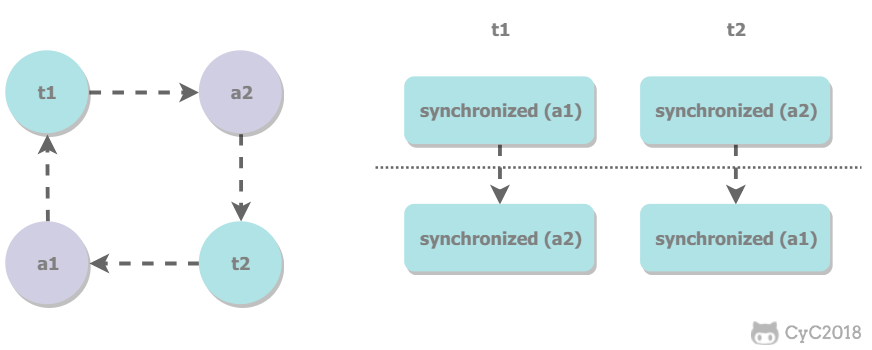 t1
a2
a1
t2
t1
t2
synchronized (a1)
synchronized (a2)
synchronized (a2)
synchronized (a1)
CyC2018